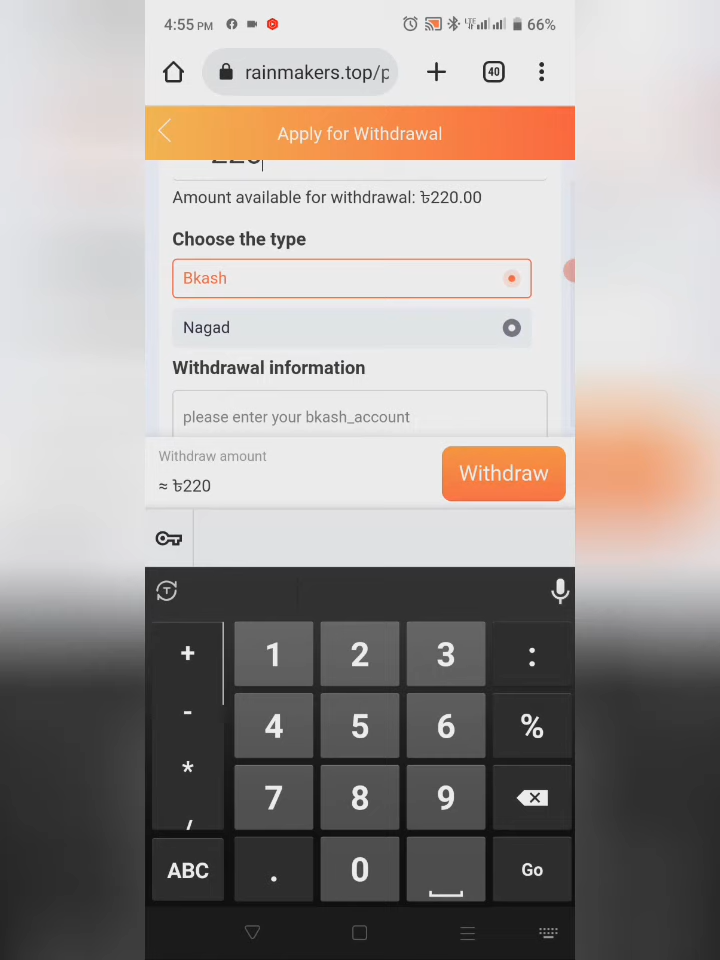 4:55 PM
66%
rainmakers.top/p
40
Apply for Withdrawal
220
Amount available for withdrawal: ৳220.00
Choose the type
Bkash
Nagad
Withdrawal information
please enter your bkash_account
Withdraw amount
≈ ৳220
Withdraw
+ 1 2 3 :
- 4 5 6 %
* 7 8 9
/
ABC . 0 Go